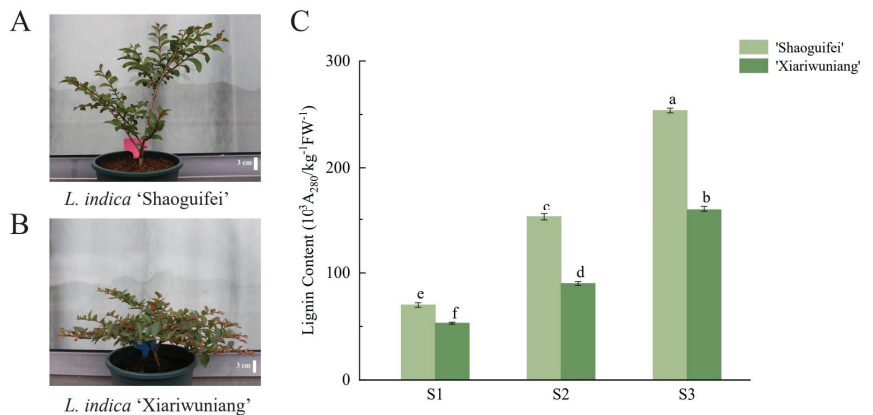 A
3 cm
L. indica ‘Shaoguifei’
B
3 cm
L. indica ‘Xiariwuniang’
C
'Shaoguifei'
'Xiariwuniang'
Lignin Content (10³A₂₈₀/kg⁻¹FW⁻¹)
300
200
100
0
e
f
c
d
a
b
S1
S2
S3